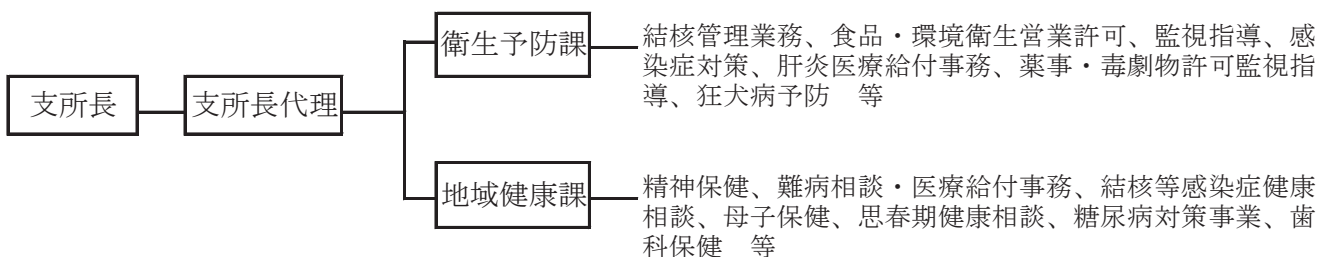 支所長
支所長代理
衛生予防課
結核管理業務、食品・環境衛生営業許可、監視指導、感
染症対策、肝炎医療給付事務、薬事・毒劇物許可監視指
導、狂犬病予防　等
地域健康課
精神保健、難病相談・医療給付事務、結核等感染症健康
相談、母子保健、思春期健康相談、糖尿病対策事業、歯
科保健　等